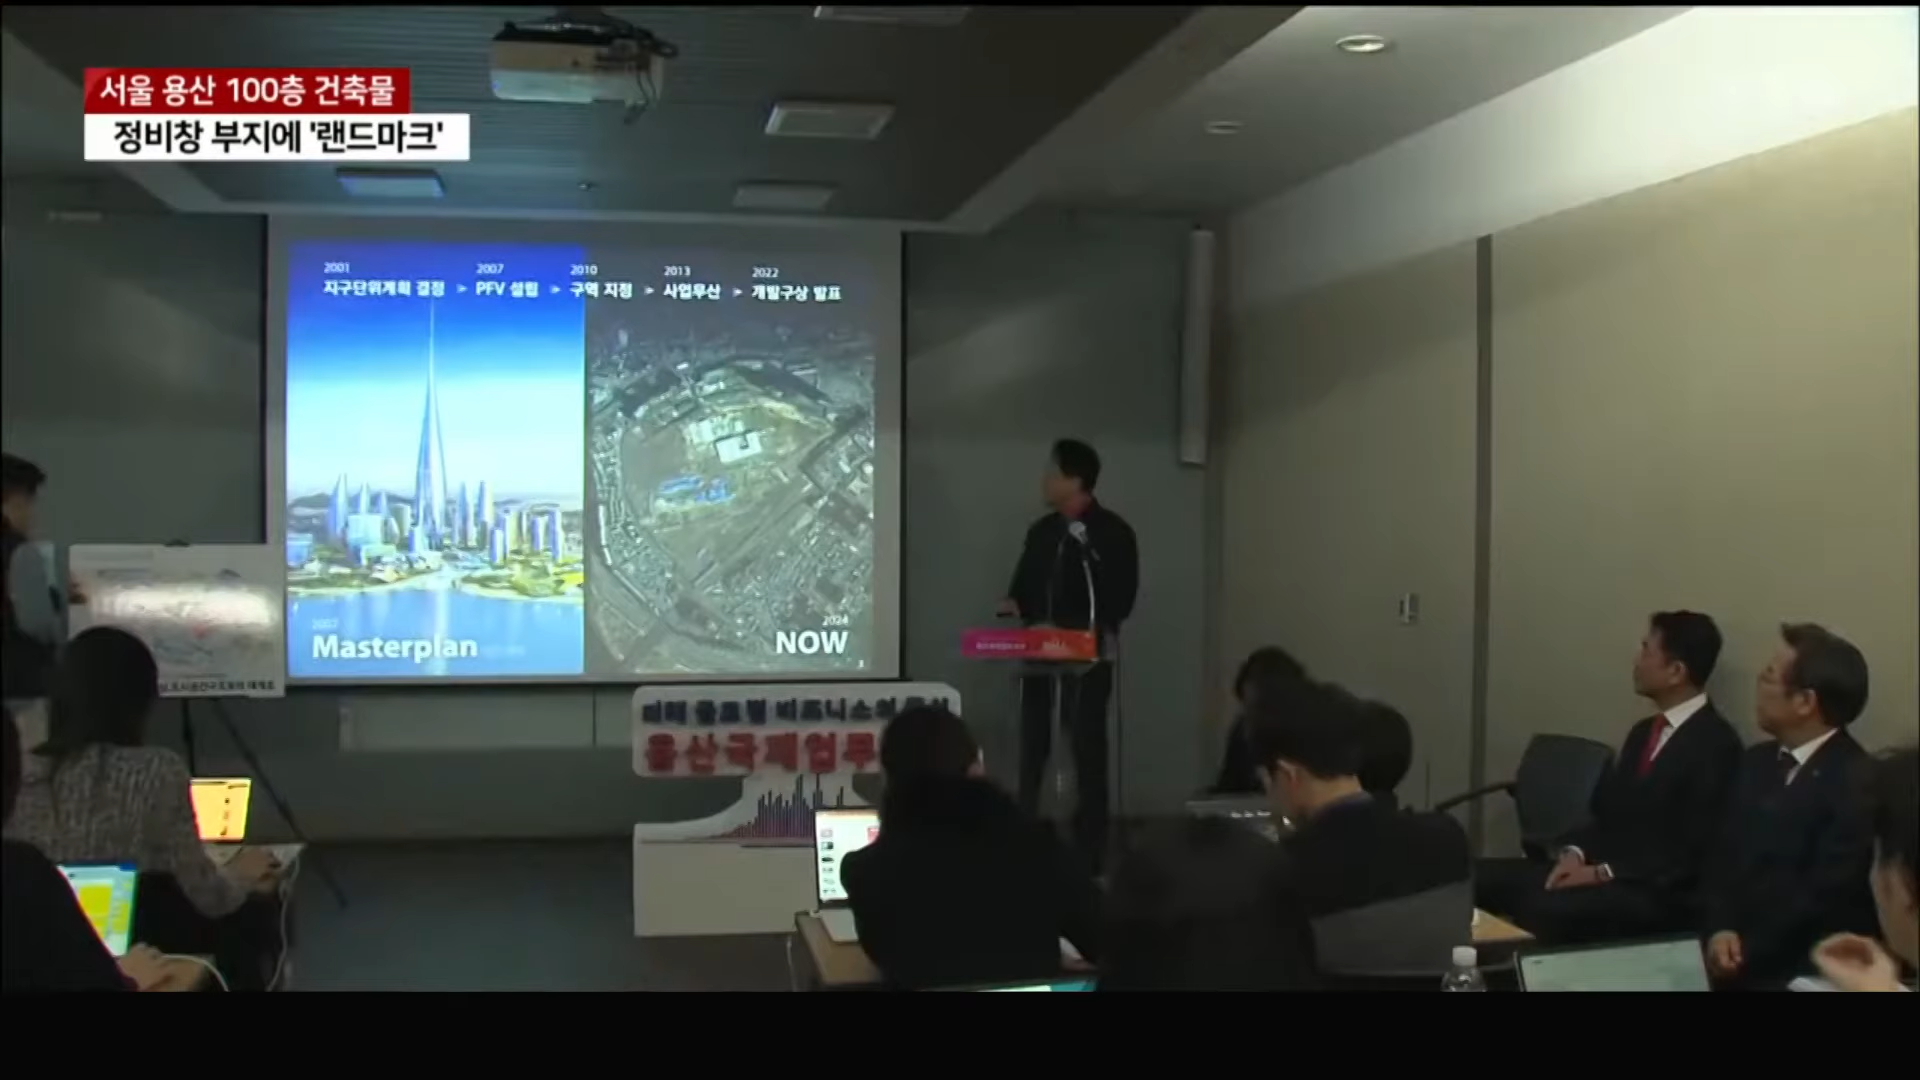 서울 용산 100층 건축물
정비창 부지에 '랜드마크'
2001 2007 2010 2013 2022
지구단위계획 결정 > PFV 설립 > 구역 지정 > 사업무산 > 개발구상 발표
Masterplan
2024
NOW
용산국제업무